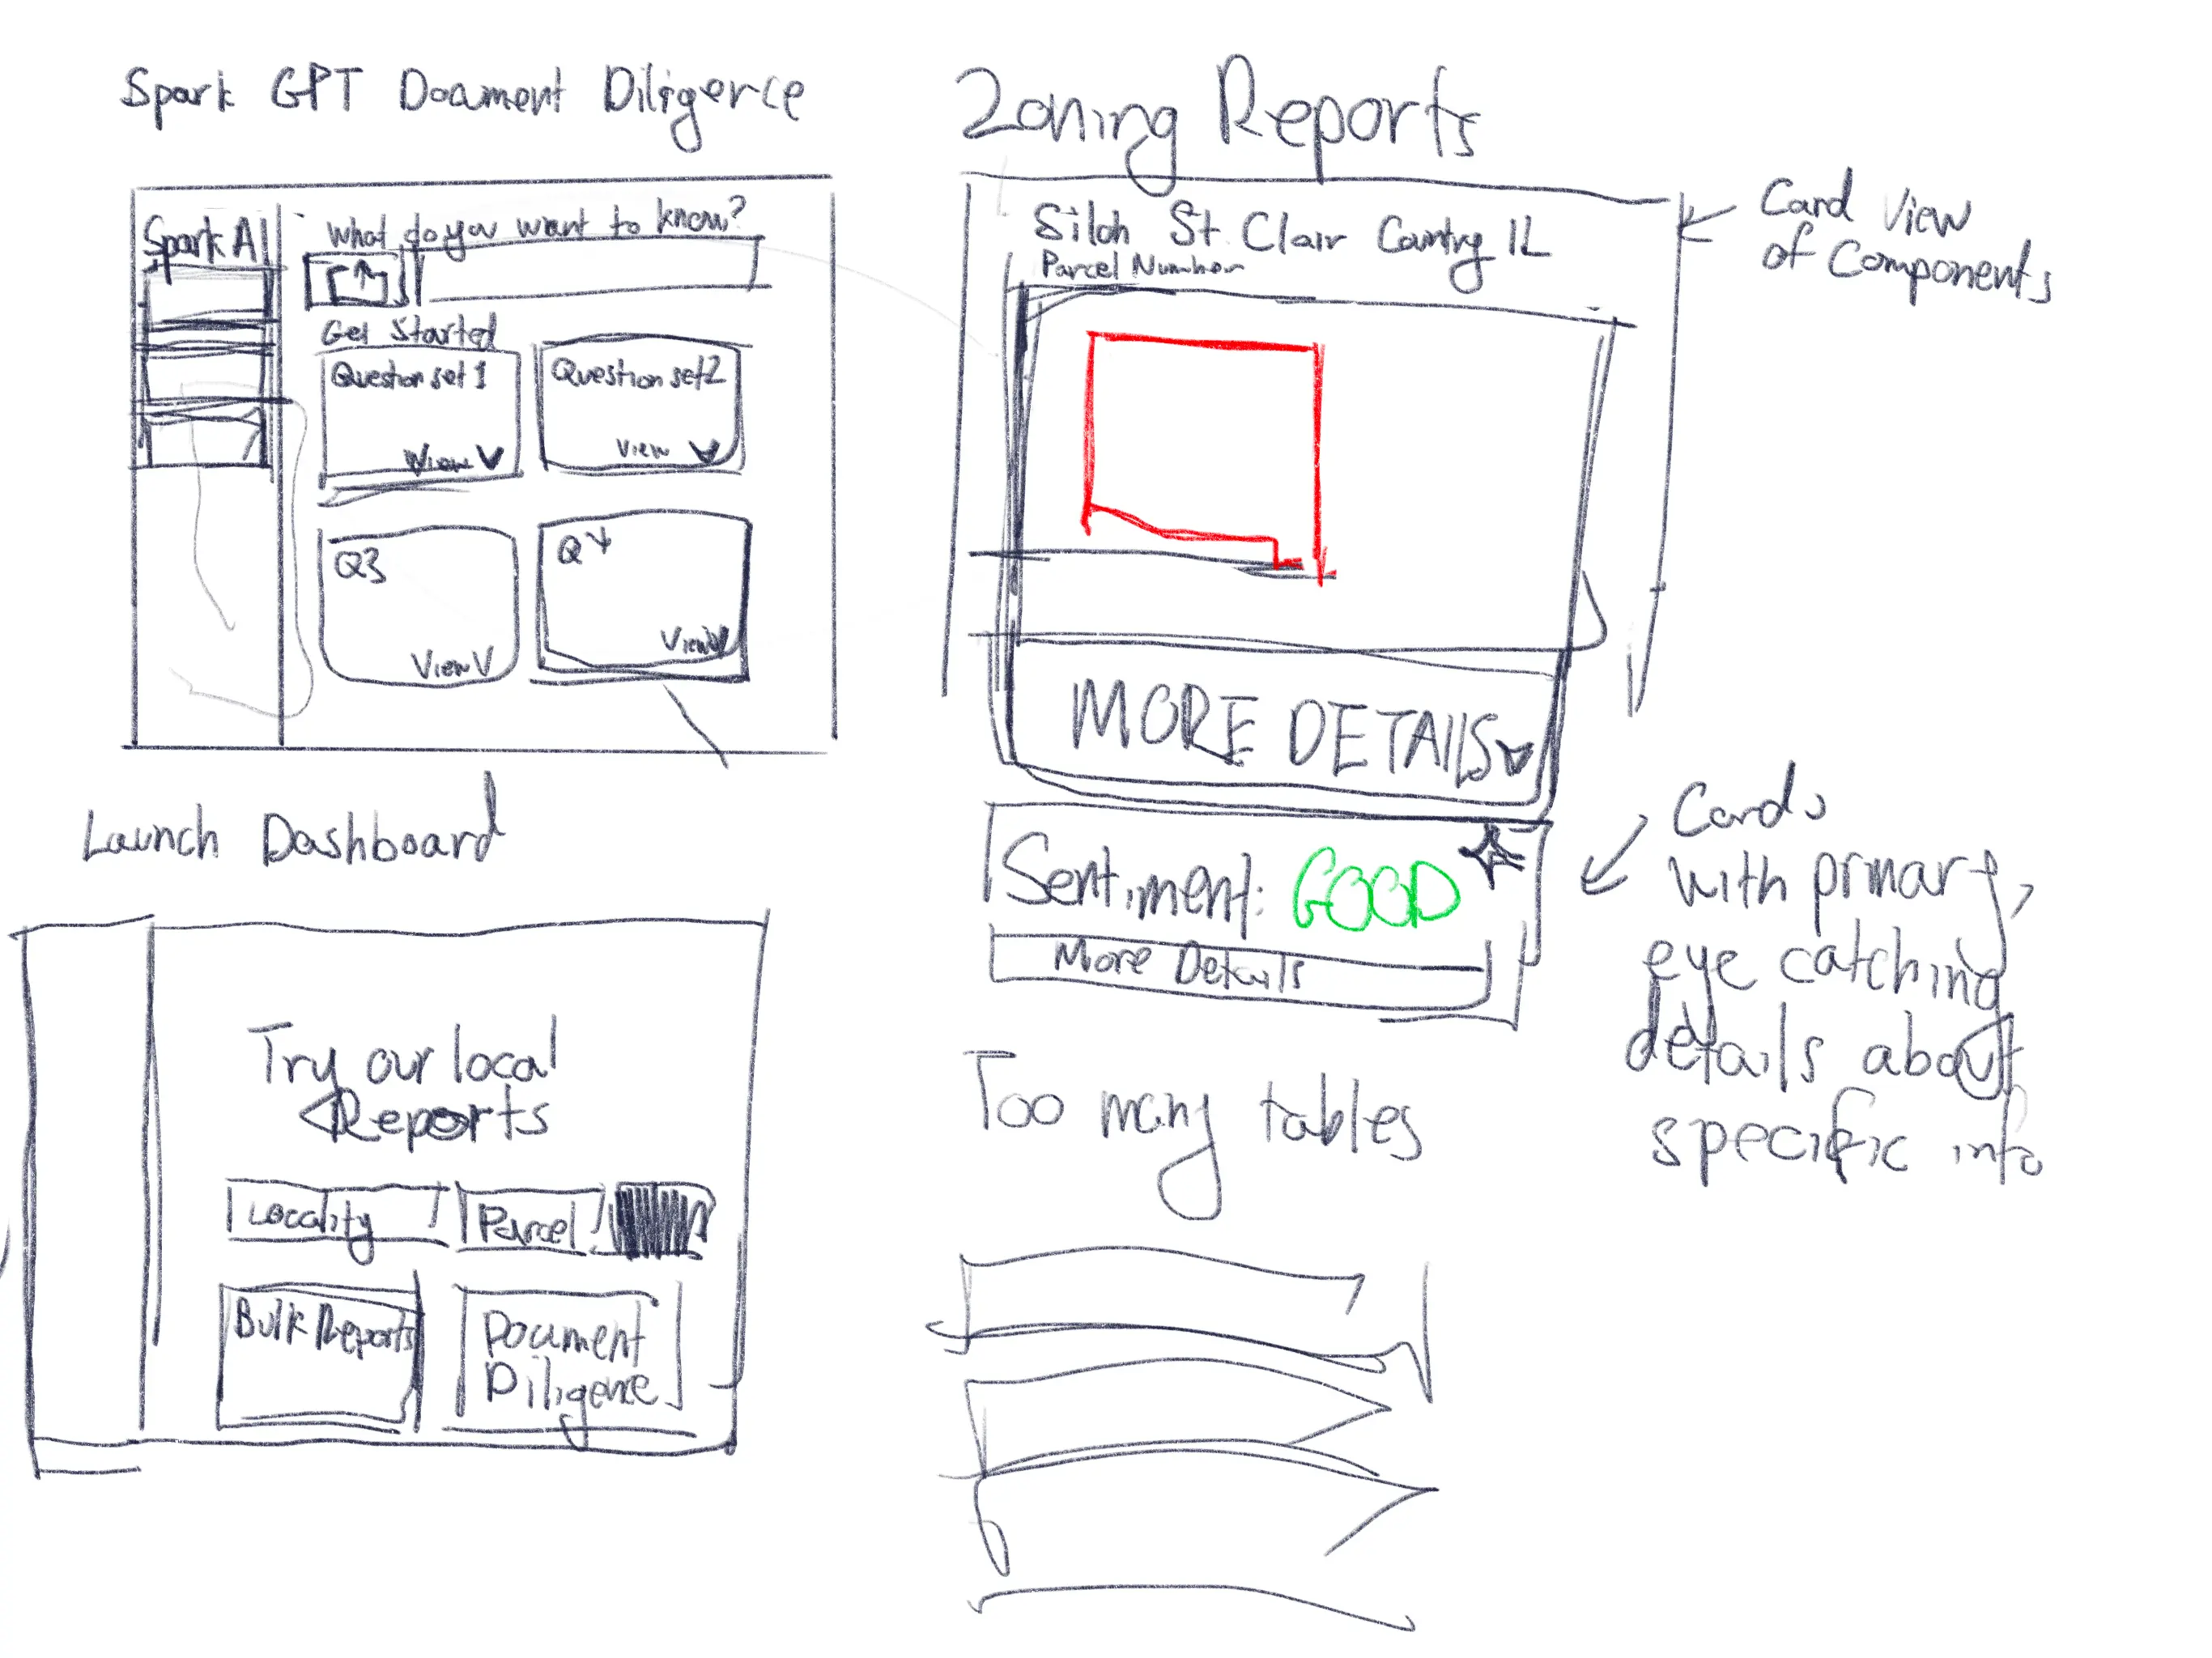 Spark GPT Document Diligence
Spark AI
What do you want to know?
Get Started
Question set 1
View
Question set 2
View
Q3
View
Q4
View
Launch Dashboard
Try our local
Reports
Locality
Parcel
Bulk Reports
Document
Diligence
Zoning Reports
Siloh St. Clair Country IL
Parcel Number
MORE DETAILS
Card View
of Components
Sentiment: GOOD
More Details
Cards
with primary,
eye catching
details about
specific info
Too many tables